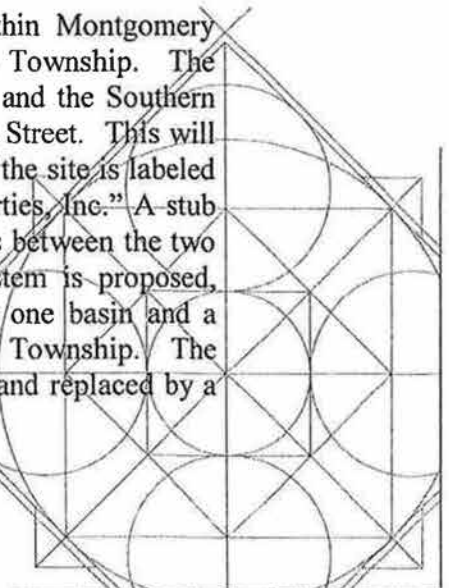 thin Montgomery
Township. The
and the Southern
Street. This will
the site is labeled
rties, Inc." A stub
s between the two
stem is proposed,
one basin and a
Township. The
and replaced by a